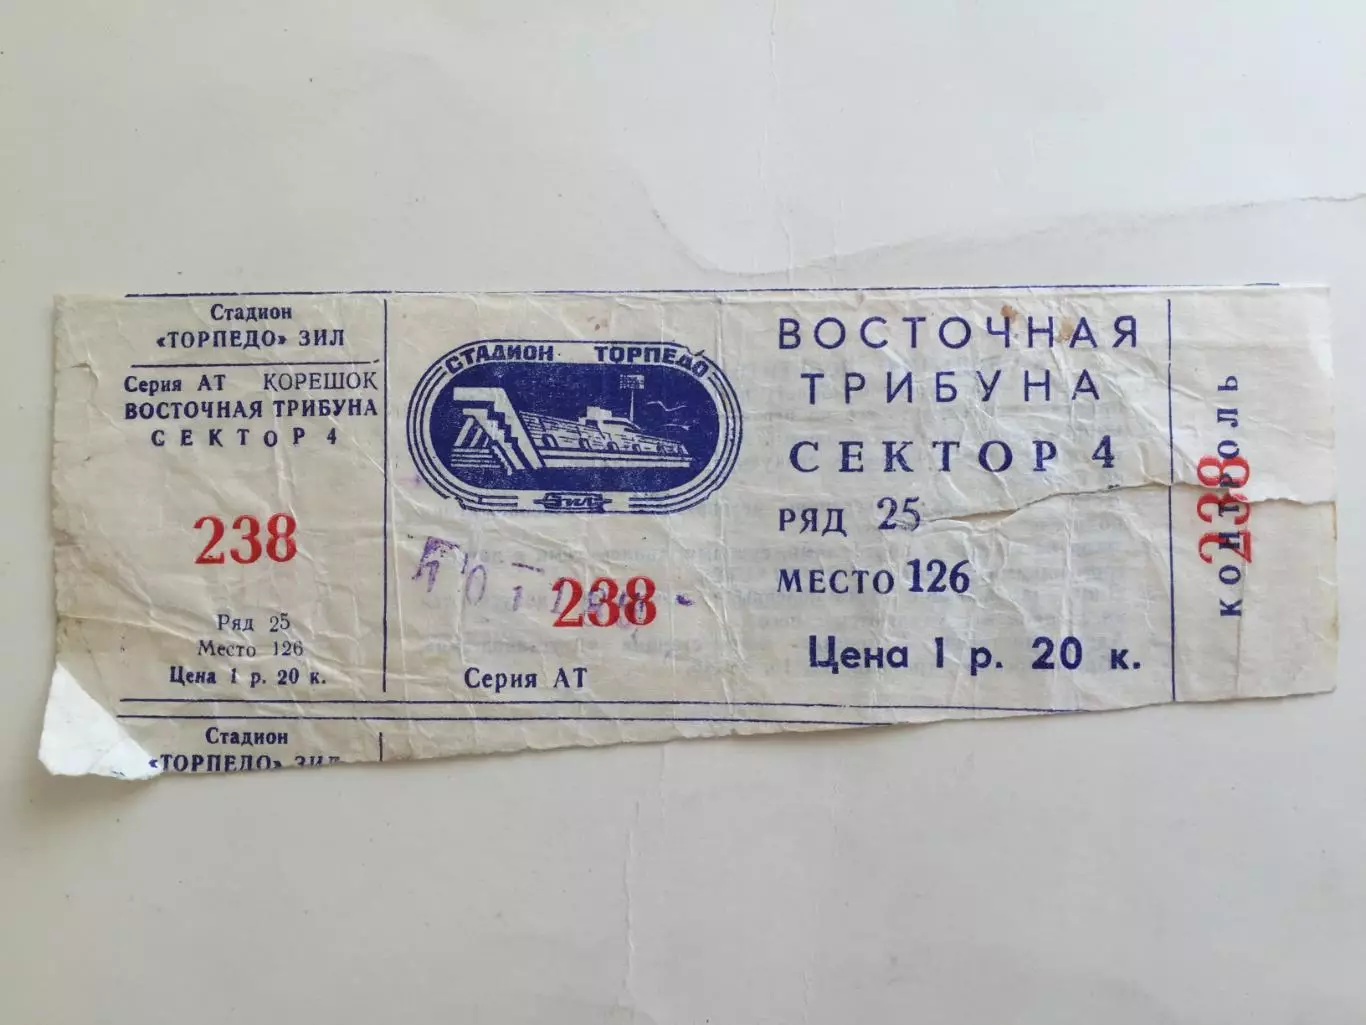 Стадион
«ТОРПЕДО» ЗИЛ
Серия АТ КОРЕШОК
ВОСТОЧНАЯ ТРИБУНА
СЕКТОР 4
238
Ряд 25
Место 126
Цена 1 р. 20 к.
СТАДИОН ТОРПЕДО
ЗИЛ
238
Серия АТ
ВОСТОЧНАЯ
ТРИБУНА
СЕКТОР 4
РЯД 25
МЕСТО 126
Цена 1 р. 20 к.
КОНТРОЛЬ
238
Стадион
«ТОРПЕДО» ЗИЛ